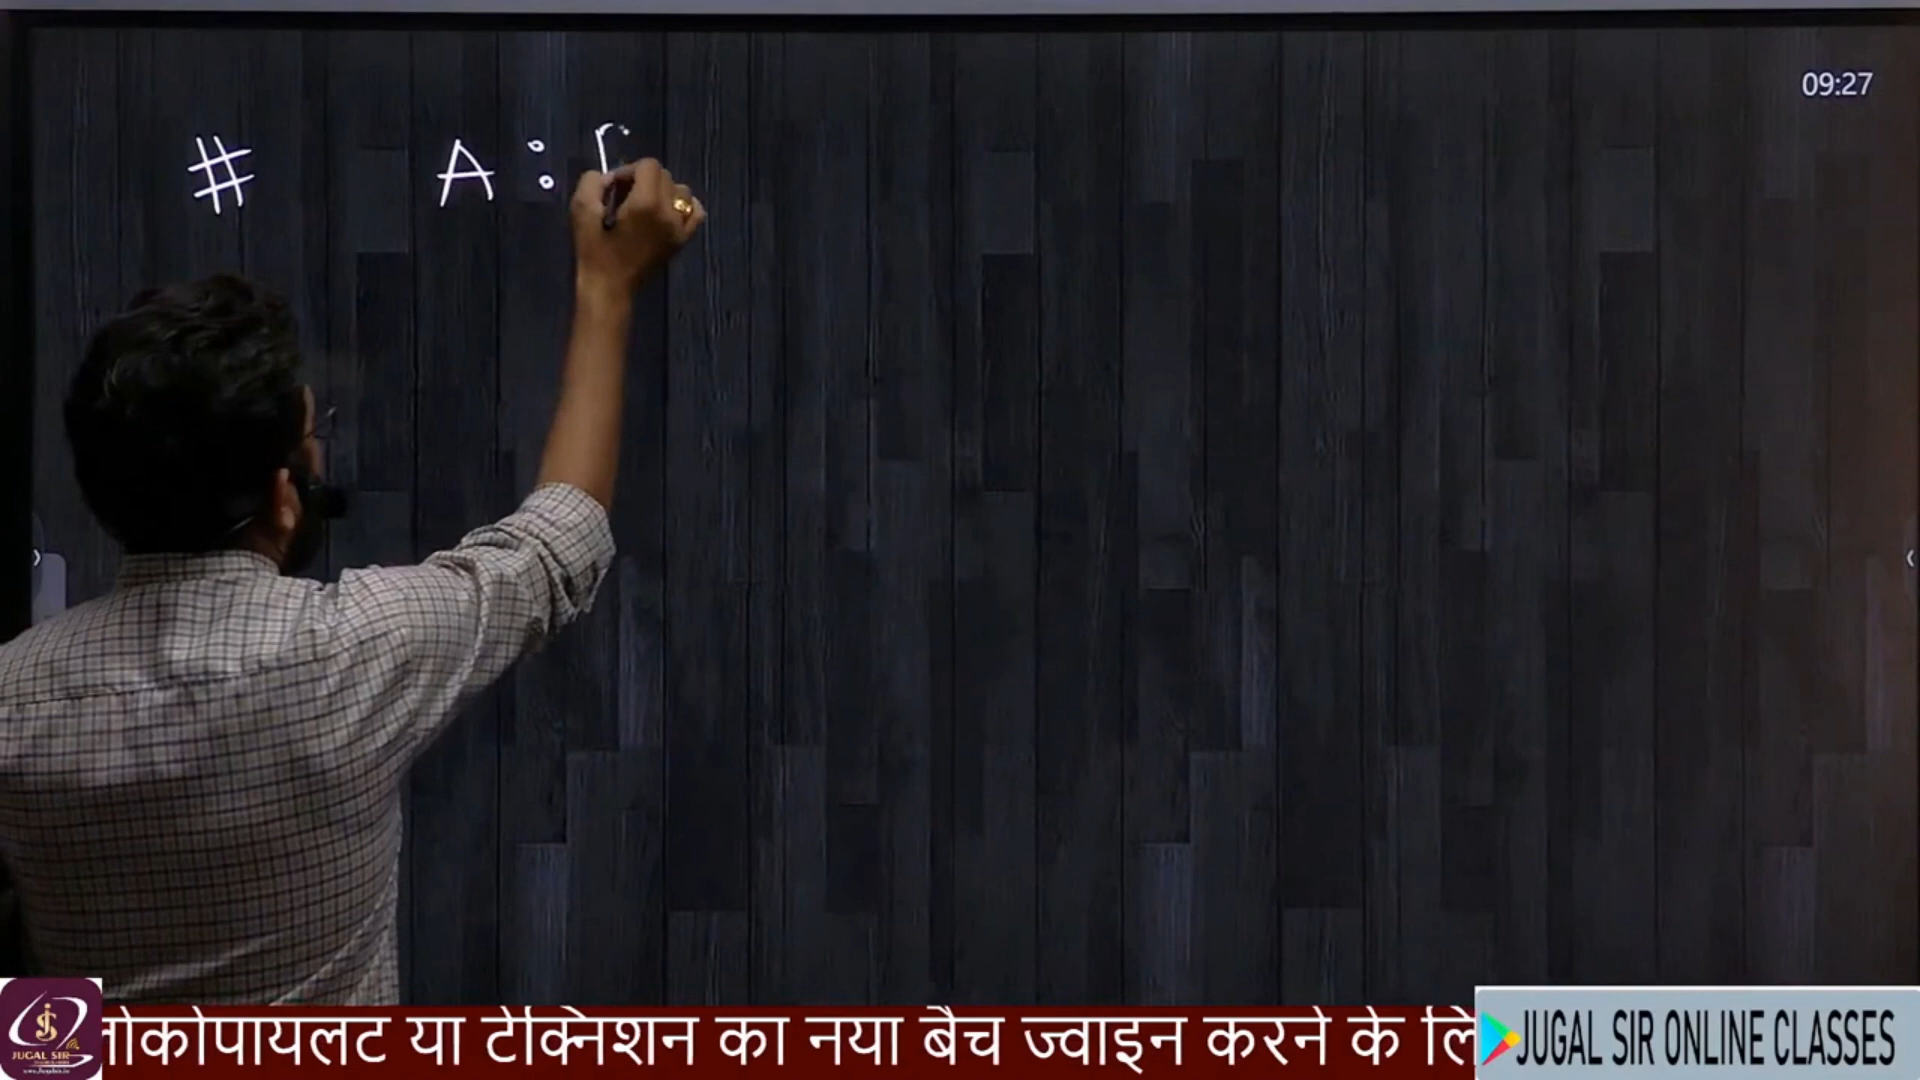 09:27
# A :
JUGAL SIR
लोकोपायलट या टेक्निशन का नया बैच ज्वाइन करने के लि
JUGAL SIR ONLINE CLASSES